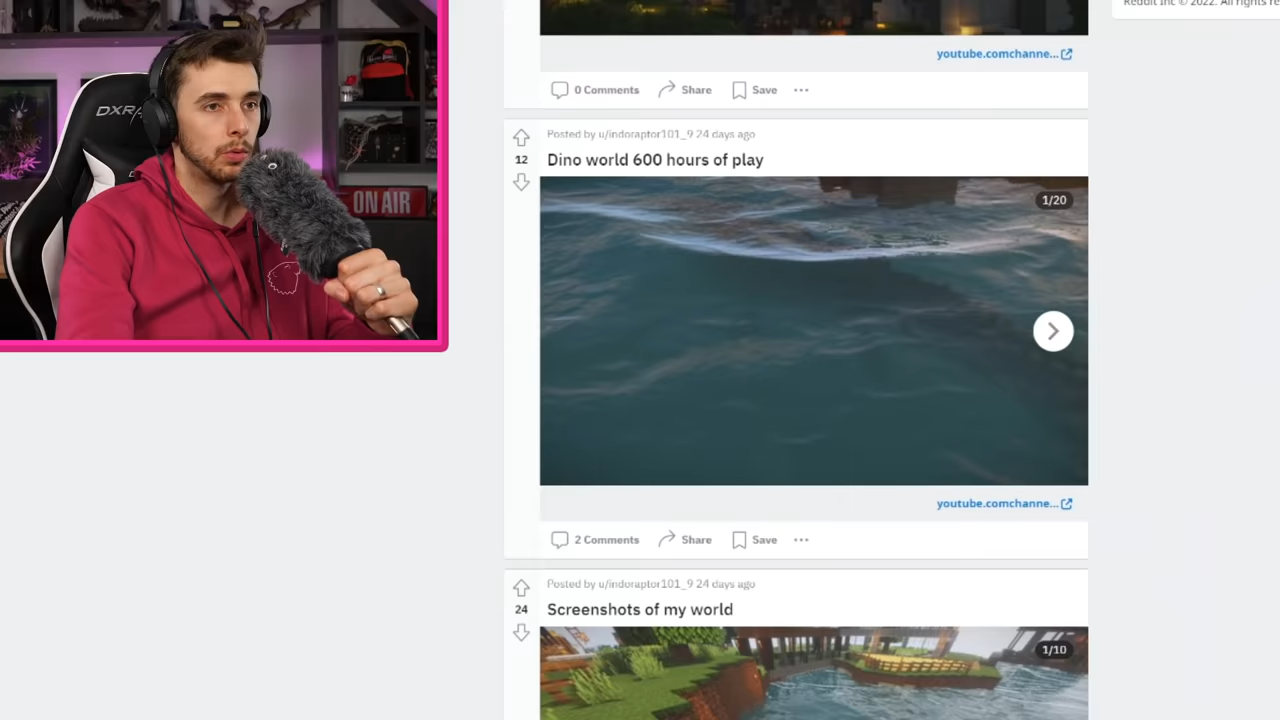 Reddit Inc © 2022. All rights re
youtube.comchanne...
0 Comments Share Save
Posted by u/indoraptor101_9 24 days ago
12
Dino world 600 hours of play
1/20
DXRA
ON AIR
youtube.comchanne...
2 Comments Share Save
Posted by u/indoraptor101_9 24 days ago
24
Screenshots of my world
1/10